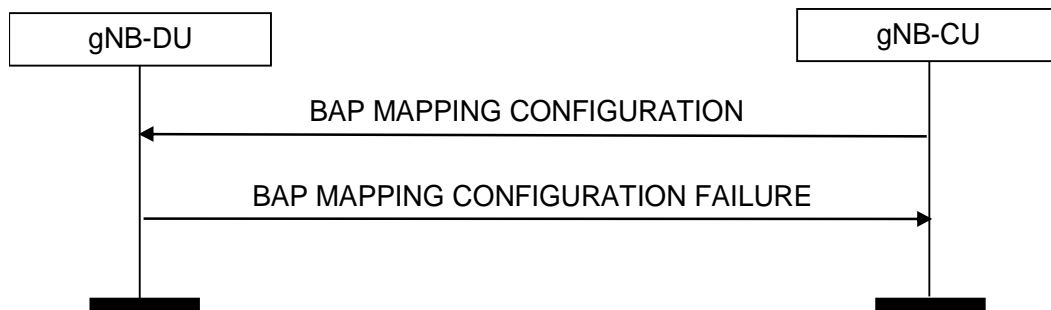 gNB-DU
gNB-CU
BAP MAPPING CONFIGURATION
BAP MAPPING CONFIGURATION FAILURE